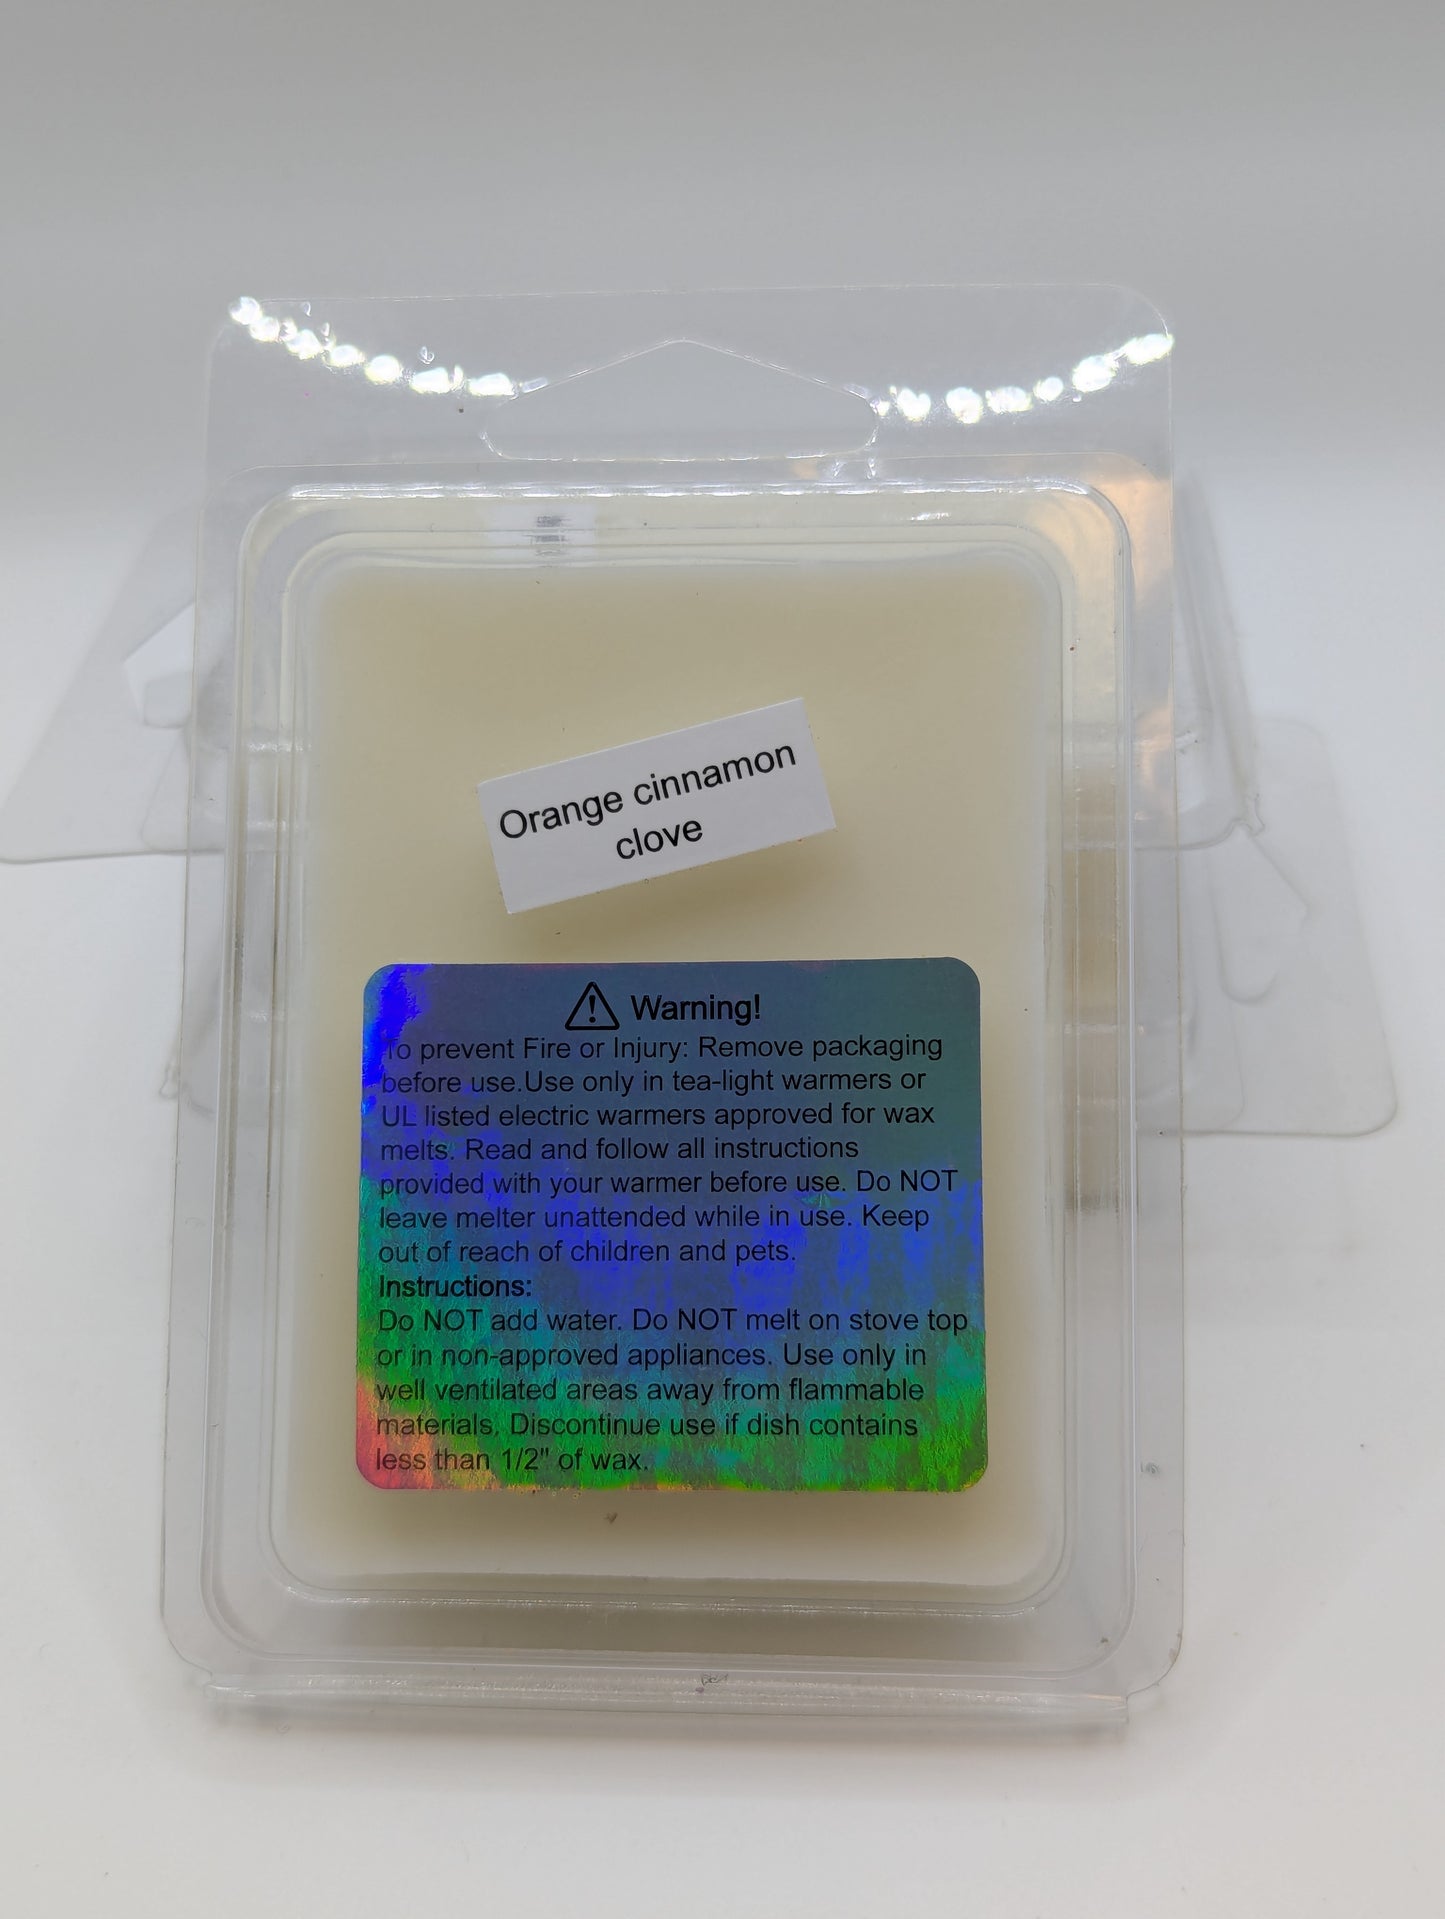 Orange cinnamon
clove
Warning!
To prevent Fire or Injury: Remove packaging
before use.Use only in tea-light warmers or
UL listed electric warmers approved for wax
melts. Read and follow all instructions
provided with your warmer before use. Do NOT
leave melter unattended while in use. Keep
out of reach of children and pets.
Instructions:
Do NOT add water. Do NOT melt on stove top
or in non-approved appliances. Use only in
well ventilated areas away from flammable
materials. Discontinue use if dish contains
less than 1/2" of wax.